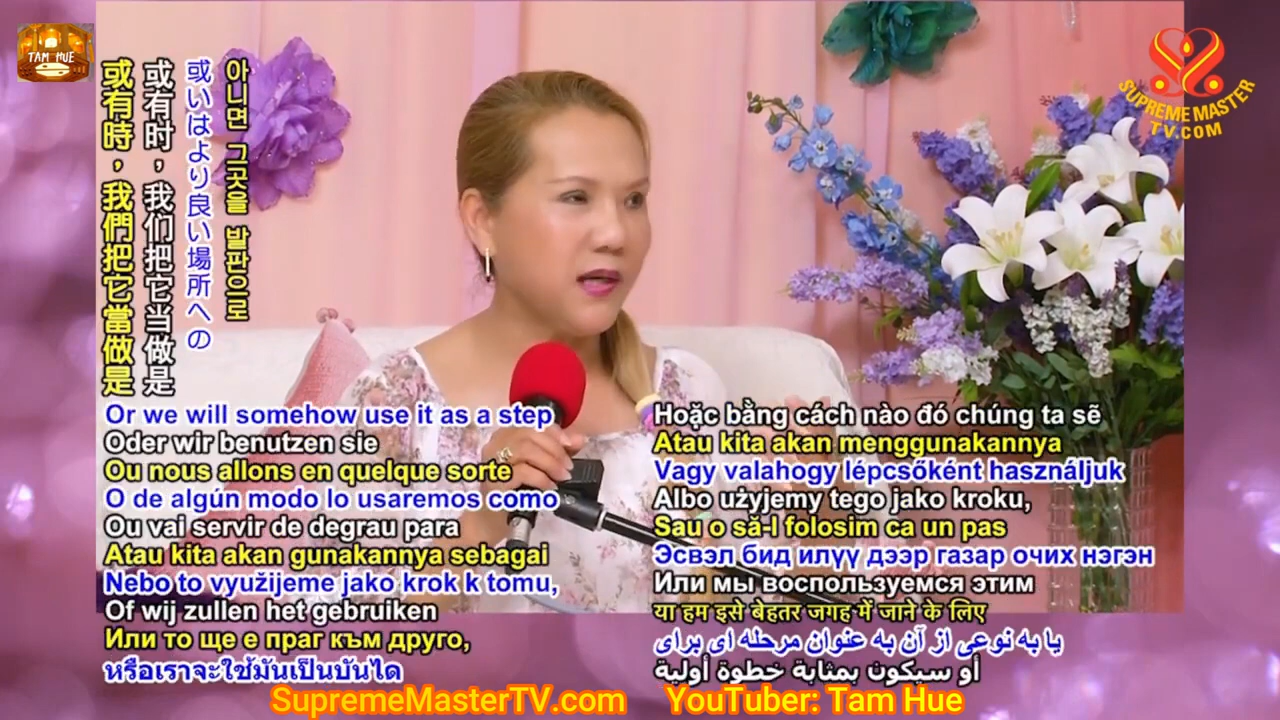 TAM HUE
SUPREME MASTER
TV.COM
아니면 그곳을 발판으로
或いはより良い場所への
或有时，我们把它当做是
或有時，我們把它當做是
Or we will somehow use it as a step
Oder wir benutzen sie
Ou nous allons en quelque sorte
O de algún modo lo usaremos como
Ou vai servir de degrau para
Atau kita akan gunakannya sebagai
Nebo to využijeme jako krok k tomu,
Of wij zullen het gebruiken
Или то ще е праг към друго,
หรือเราจะใช้มันเป็นบันได
Hoặc bằng cách nào đó chúng ta sẽ
Atau kita akan menggunakannya
Vagy valahogy lépcsőként használjuk
Albo użyjemy tego jako kroku,
Sau o să-l folosim ca un pas
Эсвэл бид илүү дээр газар очих нэгэн
Или мы воспользуемся этим
या हम इसे बेहतर जगह में जाने के लिए
یا به نوعی از آن به عنوان مرحله ای برای
أو سيكون بمثابة خطوة أولية
SupremeMasterTV.com YouTuber: Tam Hue